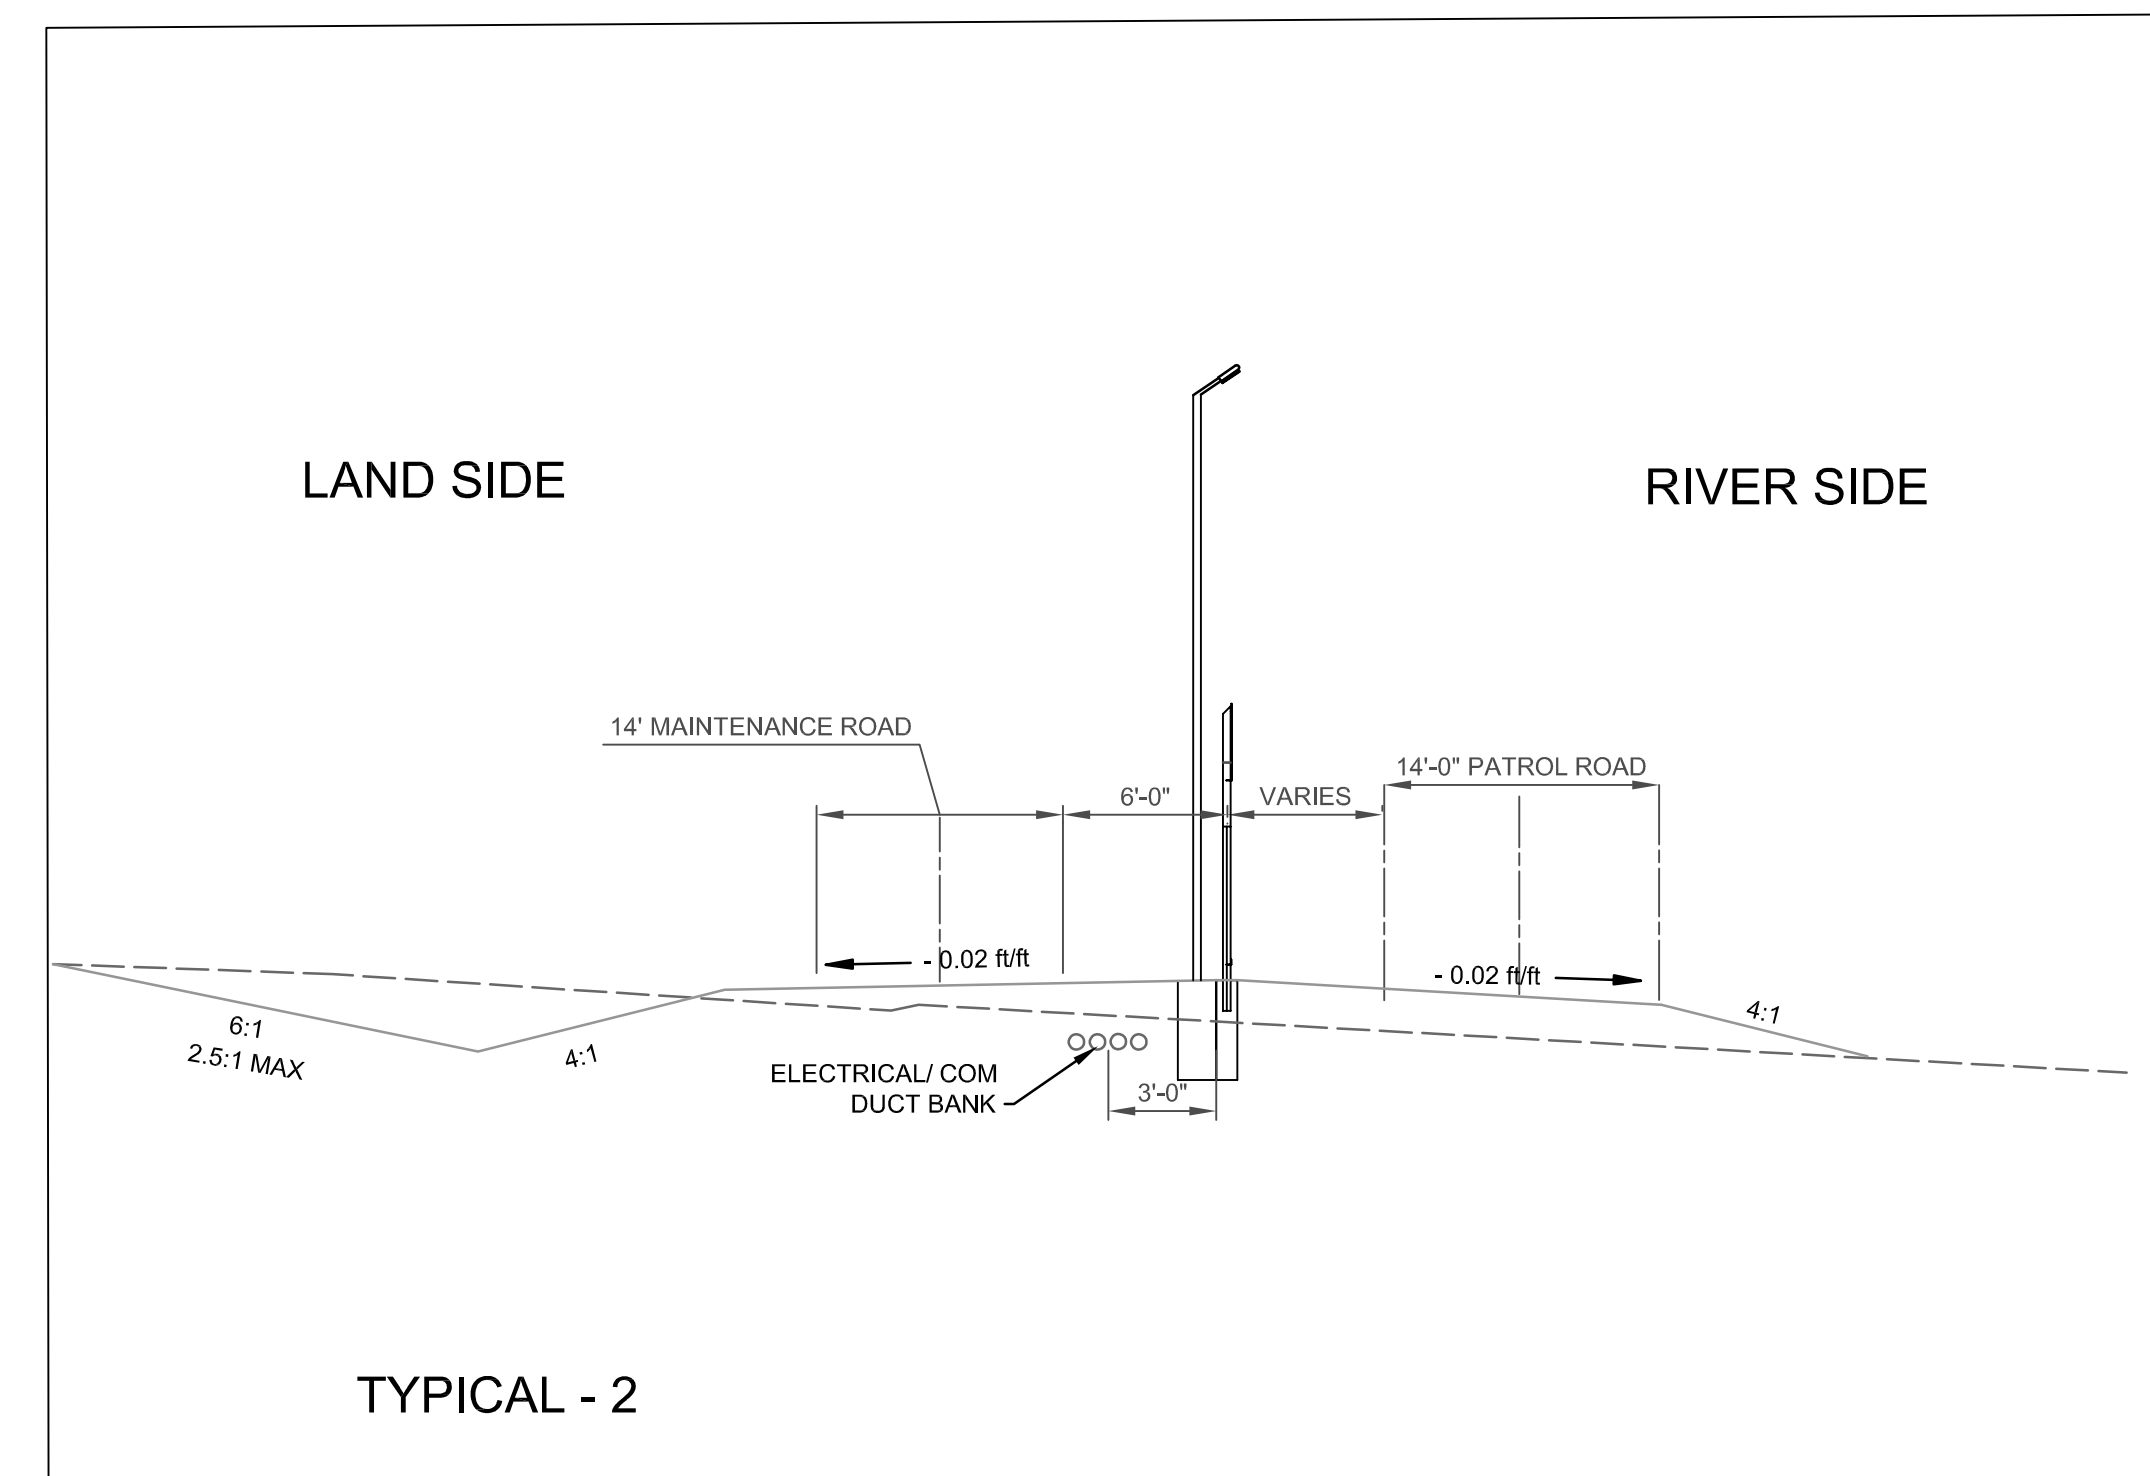 LAND SIDE
RIVER SIDE
14' MAINTENANCE ROAD
14'-0" PATROL ROAD
6'-0"
VARIES
- 0.02 ft/ft
- 0.02 ft/ft
6:1
2.5:1 MAX
4:1
4:1
ELECTRICAL/ COM
DUCT BANK
3'-0"
TYPICAL - 2